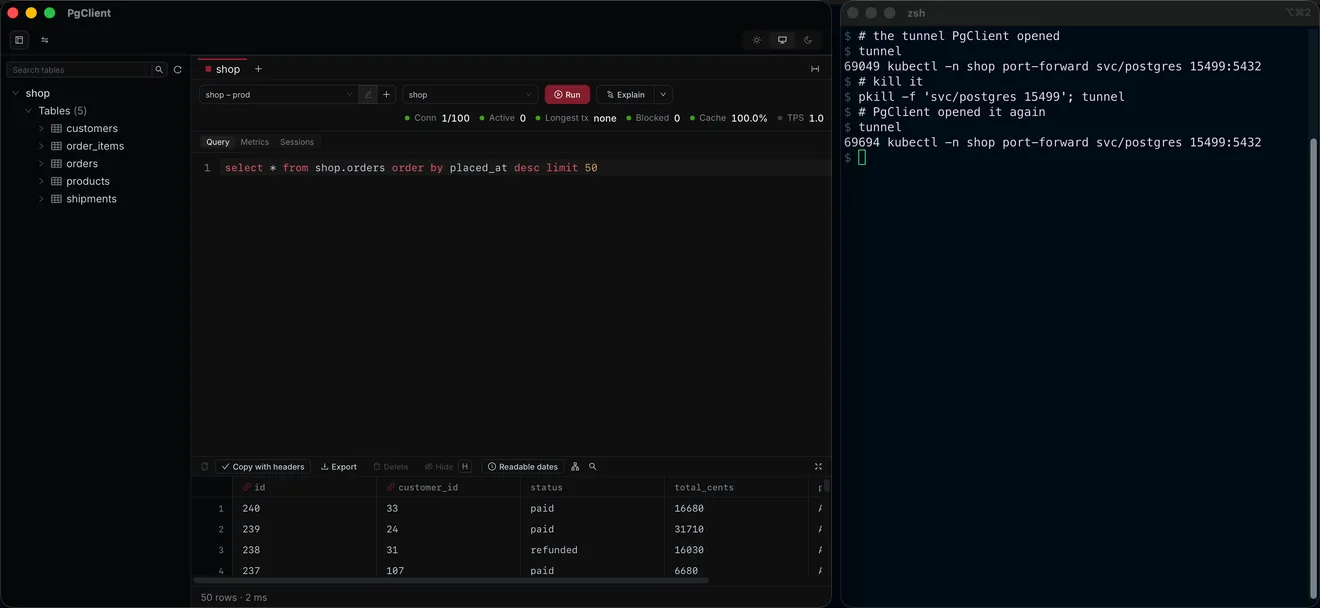 PgClient
Search tables
shop
Tables (5)
customers
order_items
orders
products
shipments
shop +
shop – prod
+
shop
Run
Explain
Conn 1/100 Active 0 Longest tx none Blocked 0 Cache 100.0% TPS 1.0
Query Metrics Sessions
1 select * from shop.orders order by placed_at desc limit 50
Copy with headers Export Delete Hide H Readable dates
id customer_id status total_cents
1 240 33 paid 16680
2 239 24 paid 31710
3 238 31 refunded 16030
4 237 107 paid 6680
50 rows · 2 ms
zsh ⌥⌘2
$ # the tunnel PgClient opened
$ tunnel
69049 kubectl -n shop port-forward svc/postgres 15499:5432
$ # kill it
$ pkill -f 'svc/postgres 15499'; tunnel
$ # PgClient opened it again
$ tunnel
69694 kubectl -n shop port-forward svc/postgres 15499:5432
$